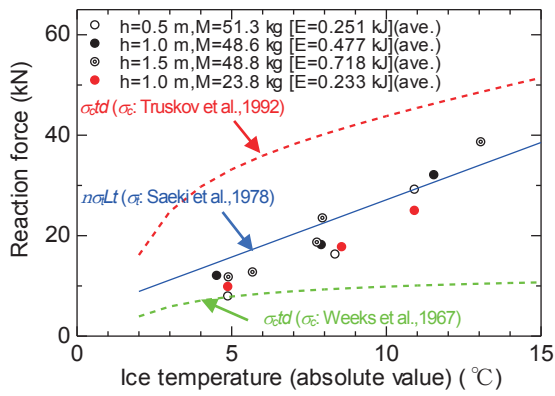 60
40
20
0
Reaction force (kN)
h=0.5 m,M=51.3 kg [E=0.251 kJ](ave.)
h=1.0 m,M=48.6 kg [E=0.477 kJ](ave.)
h=1.5 m,M=48.8 kg [E=0.718 kJ](ave.)
h=1.0 m,M=23.8 kg [E=0.233 kJ](ave.)
σctd (σc: Truskov et al.,1992)
nσtLt (σt: Saeki et al.,1978)
σctd (σc: Weeks et al.,1967)
0 5 10 15
Ice temperature (absolute value) (℃)